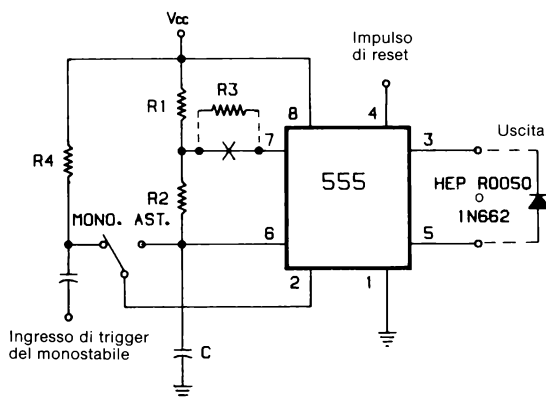 Vcc
Impulso
di reset
R3
R1
8
4
7
3
Uscita
R4
555
HEP R0050
o
1N662
R2
MONO. AST.
6
5
2
1
Ingresso di trigger
del monostabile
C